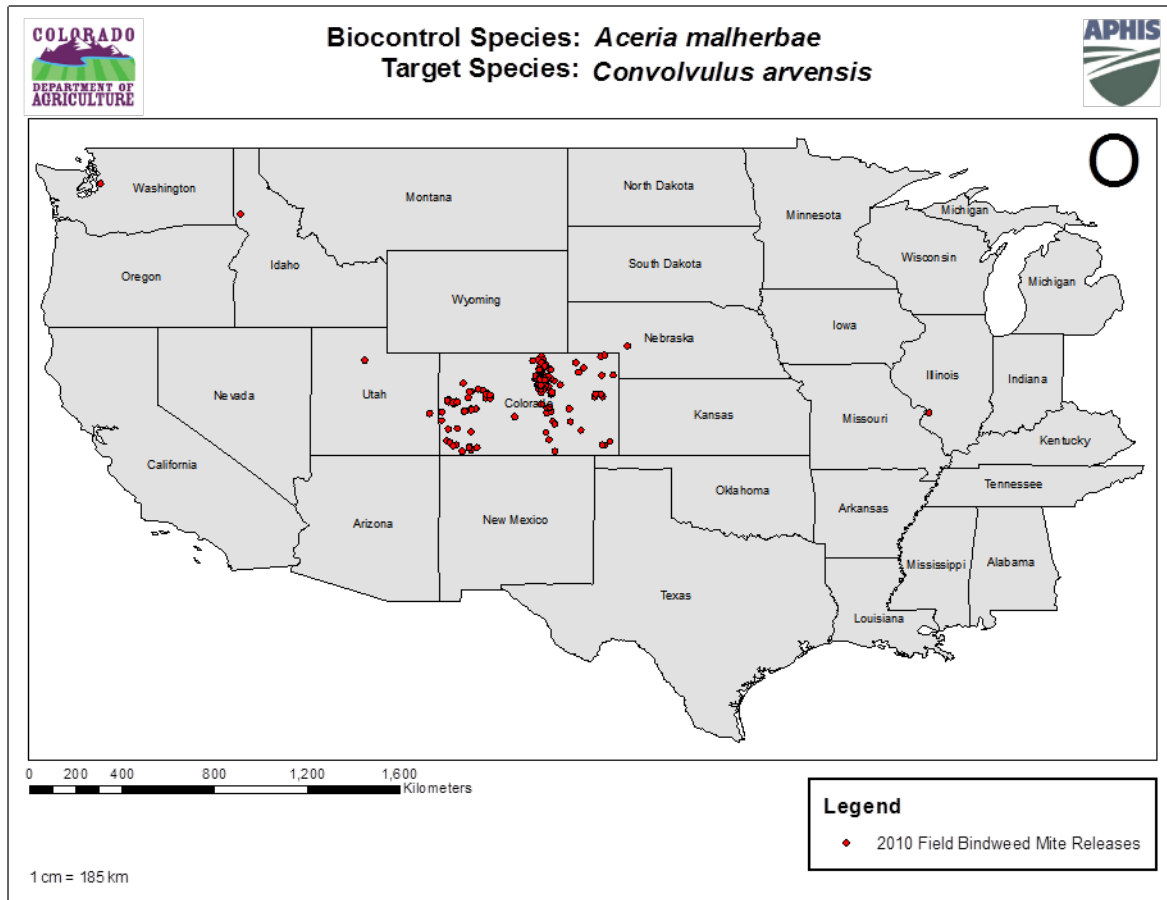 COLORADO
DEPARTMENT OF
AGRICULTURE
Biocontrol Species: Aceria malherbae
Target Species: Convolvulus arvensis
APHIS
O
Washington
Montana
North Dakota
Minnesota
Michigan
Oregon
Idaho
South Dakota
Wisconsin
Michigan
Wyoming
Nebraska
Iowa
Nevada
Utah
Colorado
Kansas
Missouri
Illinois
Indiana
Kentucky
California
Arizona
New Mexico
Oklahoma
Arkansas
Tennessee
Mississippi
Alabama
Texas
Louisiana
0 200 400 800 1,200 1,600
Kilometers
Legend
2010 Field Bindweed Mite Releases
1 cm = 185 km